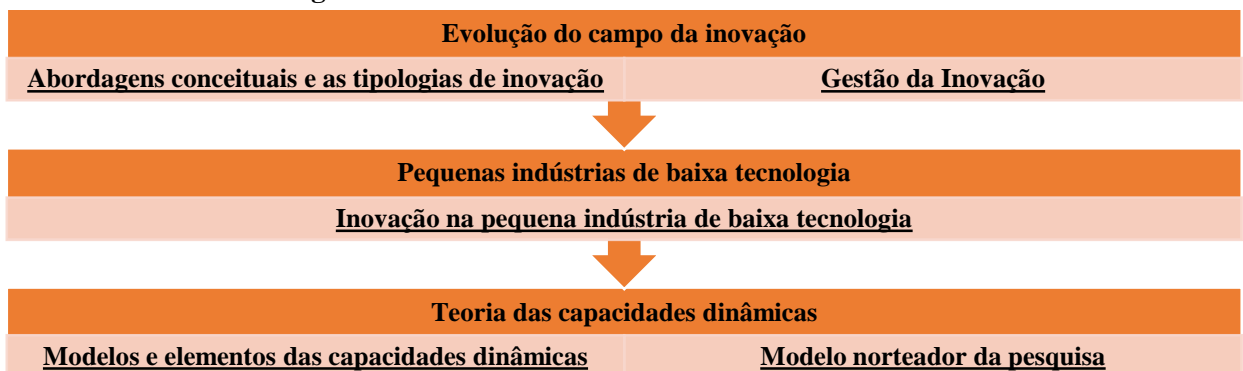 Evolução do campo da inovação
Abordagens conceituais e as tipologias de inovação
Gestão da Inovação
Pequenas indústrias de baixa tecnologia
Inovação na pequena indústria de baixa tecnologia
Teoria das capacidades dinâmicas
Modelos e elementos das capacidades dinâmicas
Modelo norteador da pesquisa